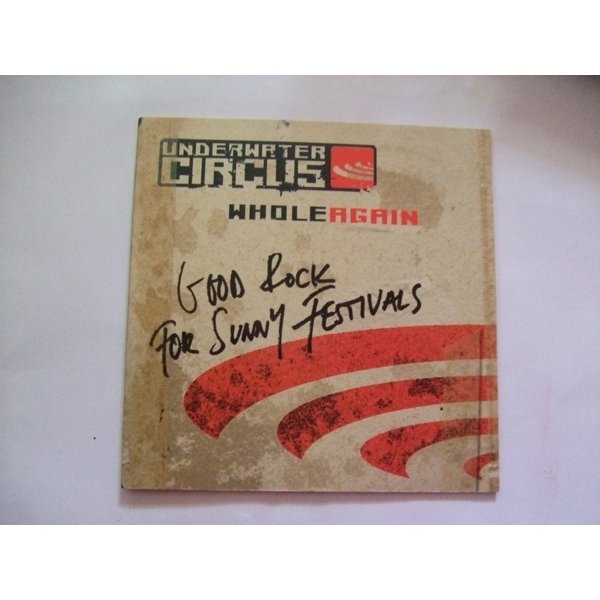 UNDERWATER
CIRCUS
WHOLEAGAIN
GOOD ROCK
FOR SUNNY FESTIVALS